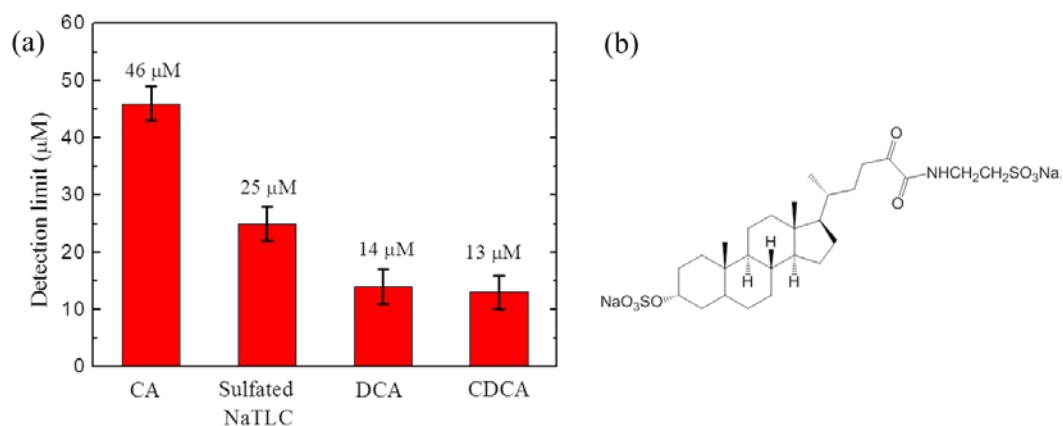 (a)
60
50
40
30
20
10
0
Detection limit (μM)
46 μM
25 μM
14 μM
13 μM
CA
Sulfated
NaTLC
DCA
CDCA
(b)
O
NHCH₂CH₂SO₃Na.
O
H
H
H
NaO₃SO